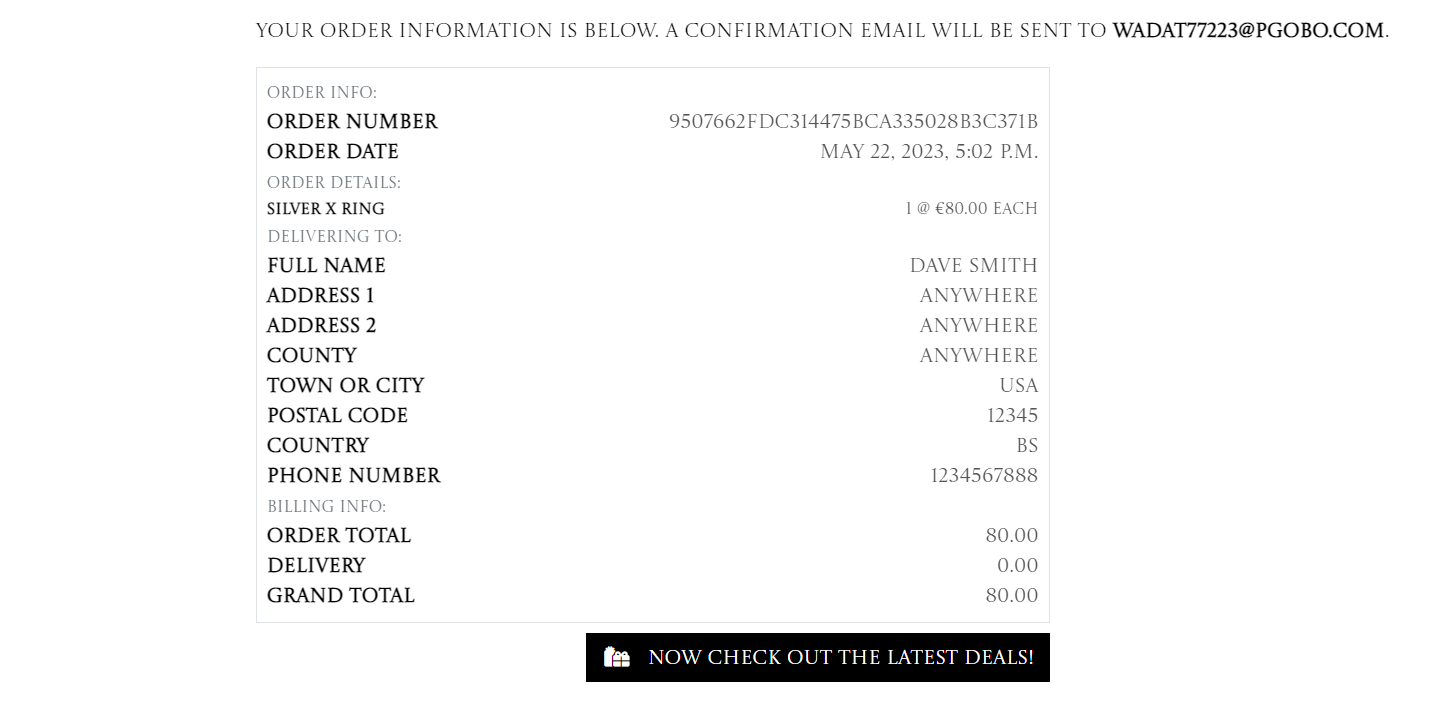 YOUR ORDER INFORMATION IS BELOW. A CONFIRMATION EMAIL WILL BE SENT TO WADAT77223@PGOBO.COM.
ORDER INFO:
ORDER NUMBER 9507662FDC314475BCA335028B3C371B
ORDER DATE MAY 22, 2023, 5:02 P.M.
ORDER DETAILS:
SILVER X RING 1 @ €80.00 EACH
DELIVERING TO:
FULL NAME DAVE SMITH
ADDRESS 1 ANYWHERE
ADDRESS 2 ANYWHERE
COUNTY ANYWHERE
TOWN OR CITY USA
POSTAL CODE 12345
COUNTRY BS
PHONE NUMBER 1234567888
BILLING INFO:
ORDER TOTAL 80.00
DELIVERY 0.00
GRAND TOTAL 80.00
NOW CHECK OUT THE LATEST DEALS!